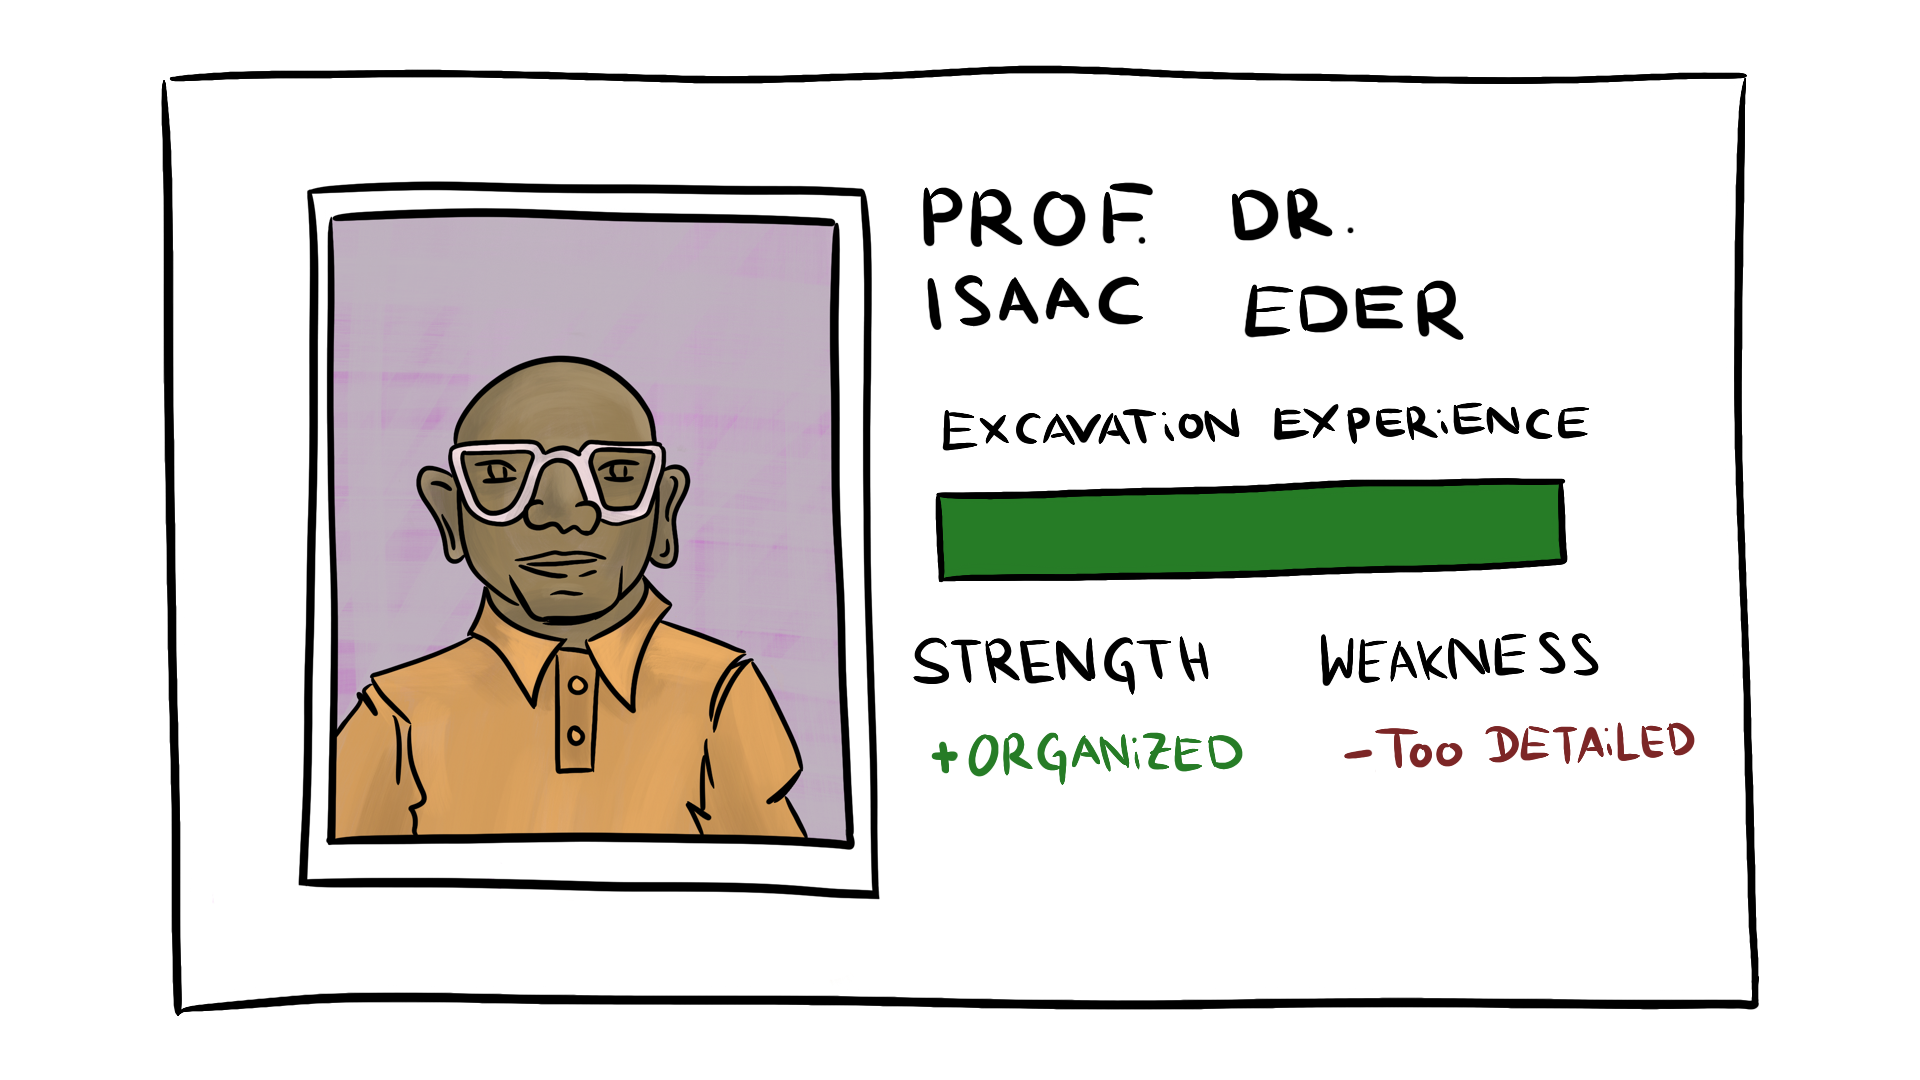 PROF. DR.
ISAAC EDER
EXCAVATiON EXPERiENCE
STRENGTH WEAKNESS
+ORGANiZED -Too DETAiLED